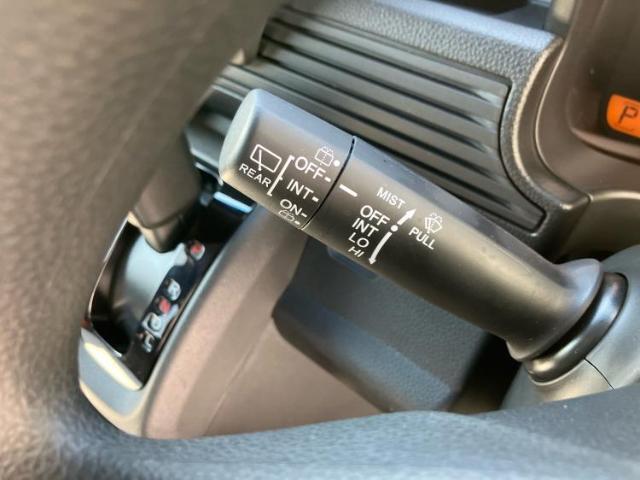 REAR
OFF
INT
ON
MIST
OFF
INT
LO
HI
PULL
P